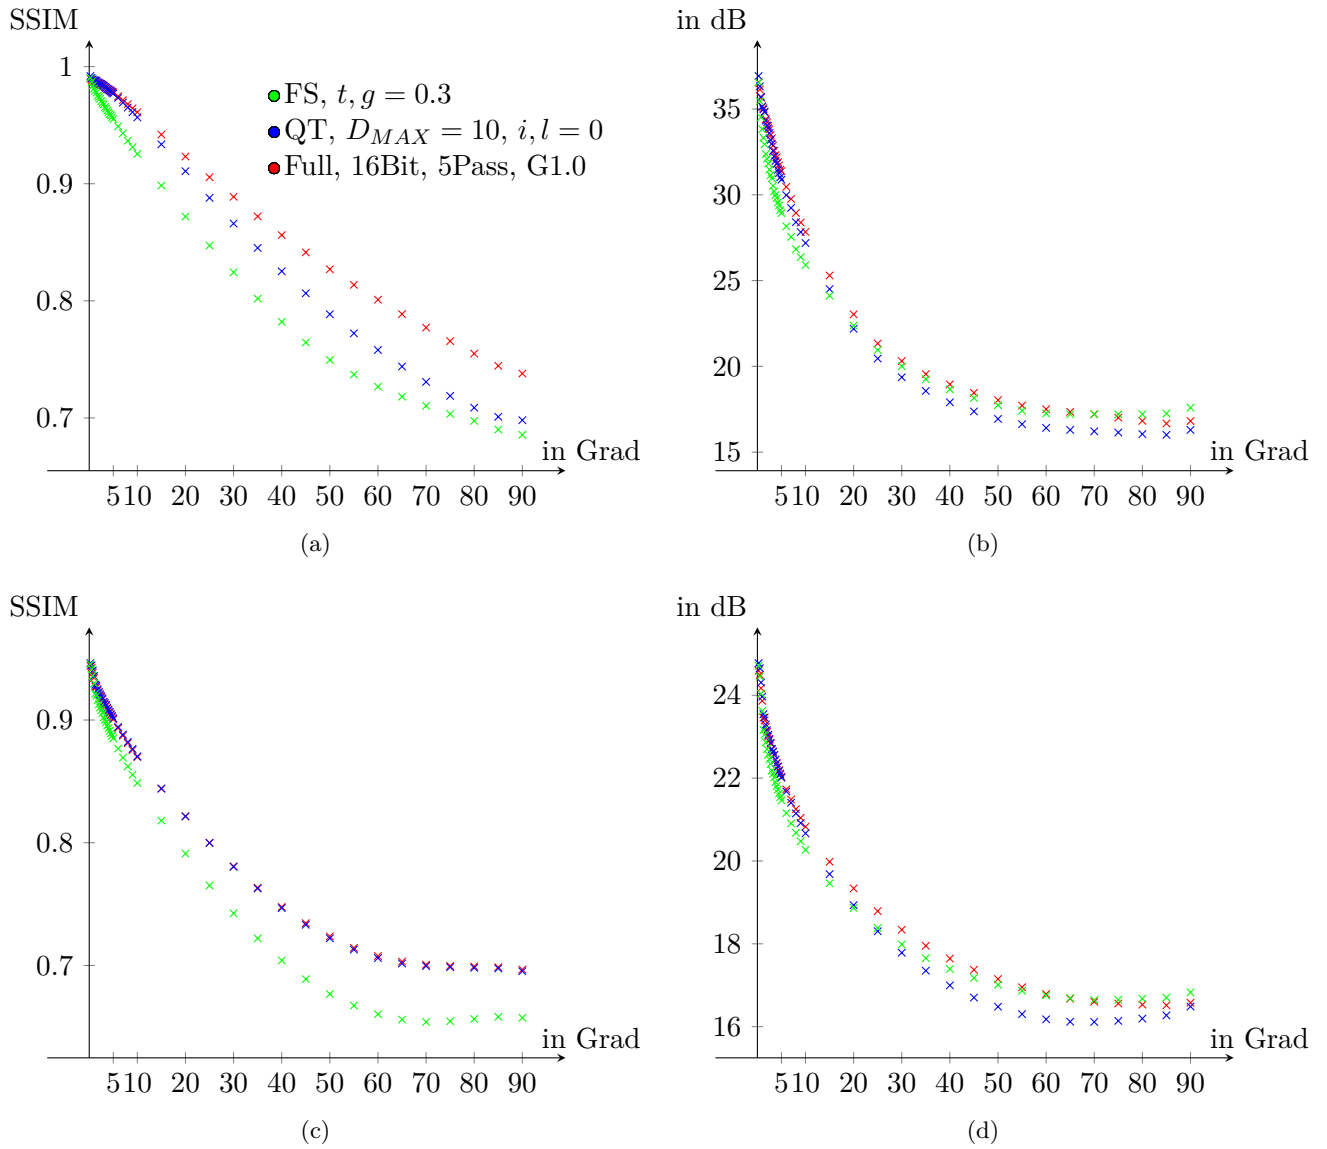 SSIM
1
0.9
0.8
0.7
FS, t, g = 0.3
QT, D_MAX = 10, i, l = 0
Full, 16Bit, 5Pass, G1.0
in Grad
5 10 20 30 40 50 60 70 80 90
(a)
in dB
35
30
25
20
15
in Grad
5 10 20 30 40 50 60 70 80 90
(b)
SSIM
0.9
0.8
0.7
in Grad
5 10 20 30 40 50 60 70 80 90
(c)
in dB
24
22
20
18
16
in Grad
5 10 20 30 40 50 60 70 80 90
(d)